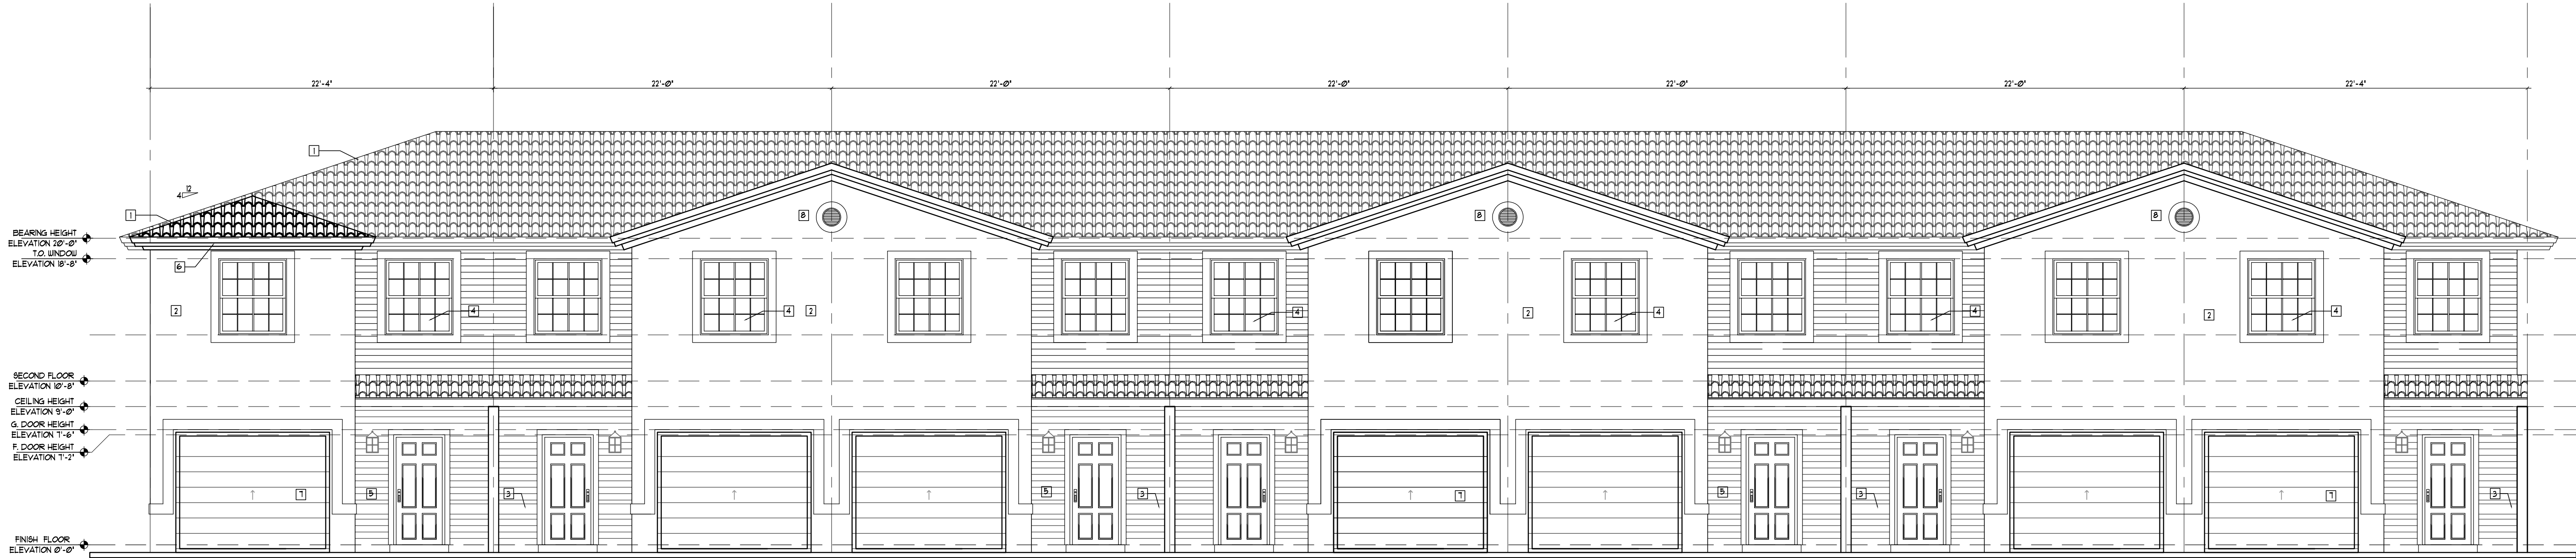 22'-4"
22'-0"
22'-0"
22'-0"
22'-0"
22'-0"
22'-4"
1
12
4
1
8
8
8
BEARING HEIGHT
ELEVATION 20'-0"
T.O. WINDOW
ELEVATION 18'-8"
6
2
4
4
2
4
2
4
4
2
4
SECOND FLOOR
ELEVATION 10'-8"
CEILING HEIGHT
ELEVATION 9'-0"
G. DOOR HEIGHT
ELEVATION 7'-6"
F. DOOR HEIGHT
ELEVATION 7'-2"
7
5
3
5
3
7
5
3
7
3
FINISH FLOOR
ELEVATION 0'-0"